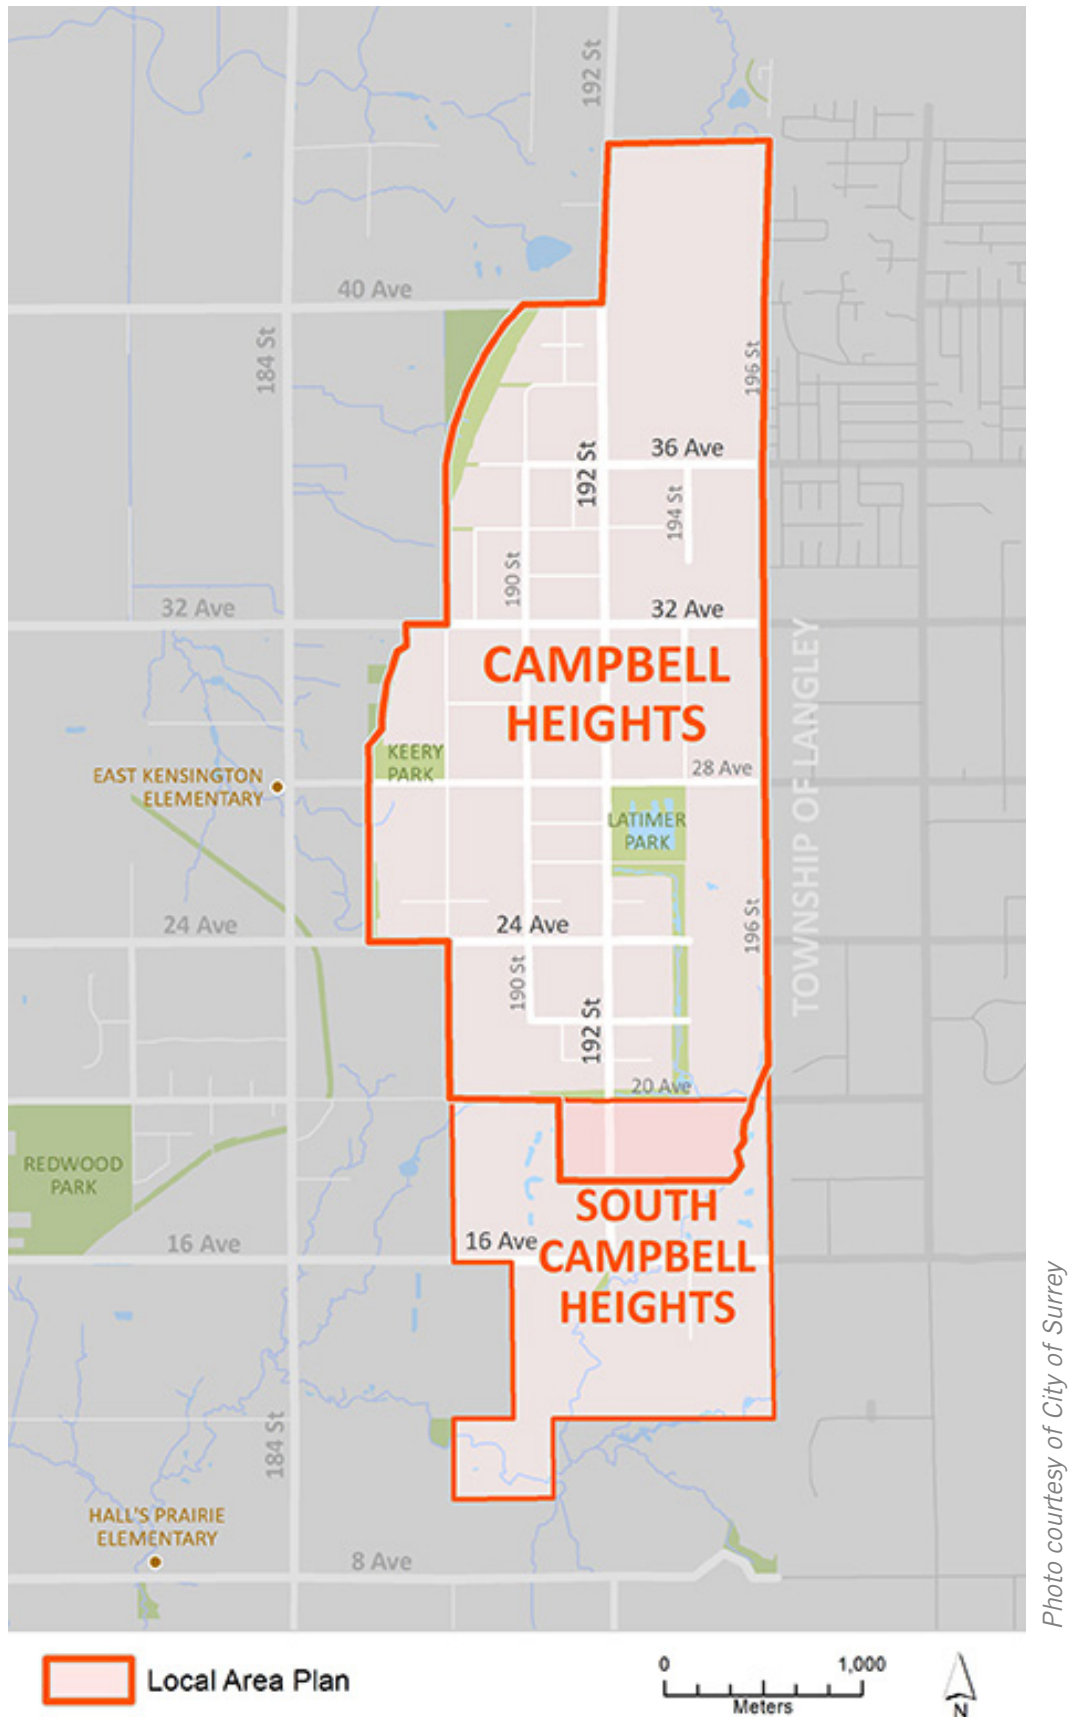 192 St
40 Ave
184 St
196 St
36 Ave
192 St
194 St
190 St
32 Ave
32 Ave
CAMPBELL
HEIGHTS
TOWNSHIP OF LANGLEY
KEERY
PARK
28 Ave
EAST KENSINGTON
ELEMENTARY
LATIMER
PARK
24 Ave
24 Ave
196 St
190 St
192 St
20 Ave
REDWOOD
PARK
SOUTH
CAMPBELL
HEIGHTS
16 Ave
16 Ave
184 St
HALL'S PRAIRIE
ELEMENTARY
8 Ave
Photo courtesy of City of Surrey
Local Area Plan
0 1,000
Meters
N